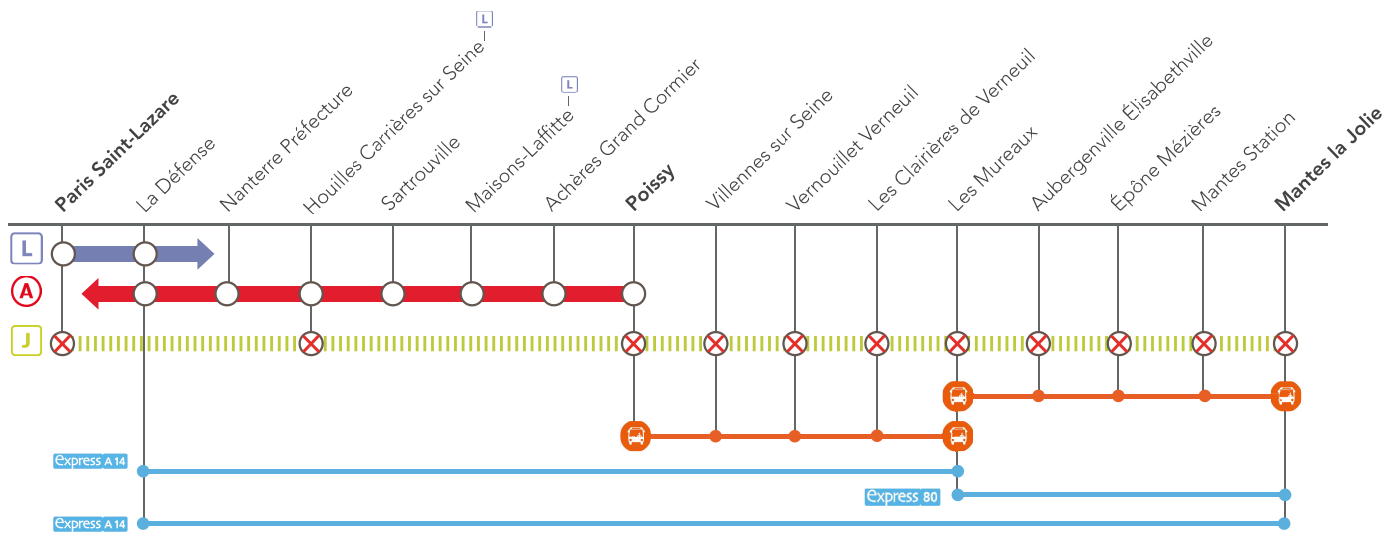 L
L
Paris Saint-Lazare
La Défense
Nanterre Préfecture
Houilles Carrières sur Seine
Sartrouville
Maisons-Laffitte
Achères Grand Cormier
Poissy
Villennes sur Seine
Vernouillet Verneuil
Les Clairières de Verneuil
Les Mureaux
Aubergenville Élisabethville
Épône Mézières
Mantes Station
Mantes la Jolie
L
A
J
express A 14
express 80
express A 14